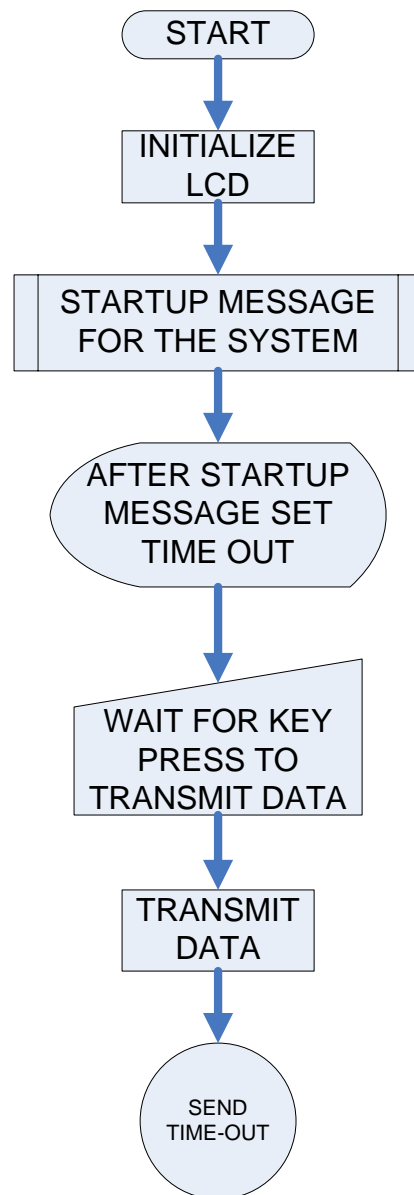 START
INITIALIZE
LCD
STARTUP MESSAGE
FOR THE SYSTEM
AFTER STARTUP
MESSAGE SET
TIME OUT
WAIT FOR KEY
PRESS TO
TRANSMIT DATA
TRANSMIT
DATA
SEND
TIME-OUT